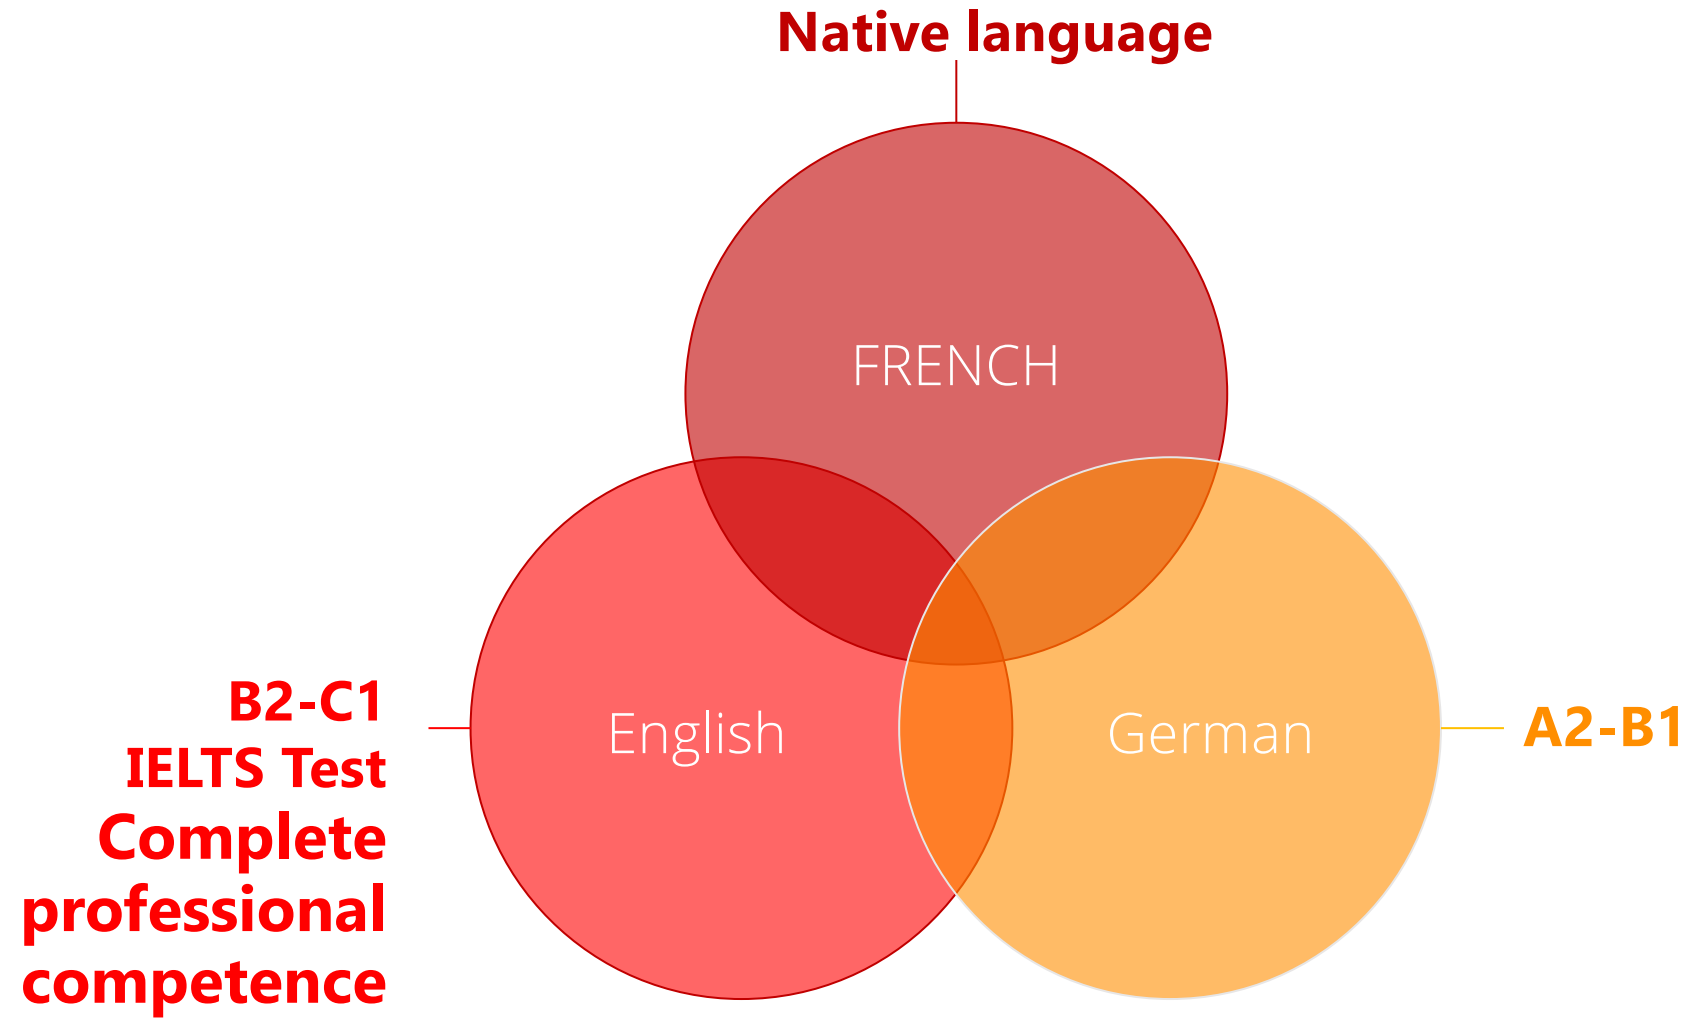 Native language
FRENCH
English
German
B2-C1
IELTS Test
Complete
professional
competence
A2-B1